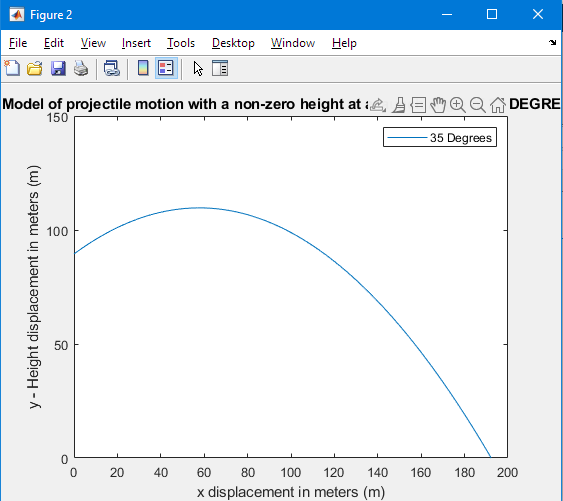 Figure 2
File Edit View Insert Tools Desktop Window Help
Model of projectile motion with a non-zero height at DEGRE
35 Degrees
150
100
50
0
y - Height displacement in meters (m)
0 20 40 60 80 100 120 140 160 180 200
x displacement in meters (m)